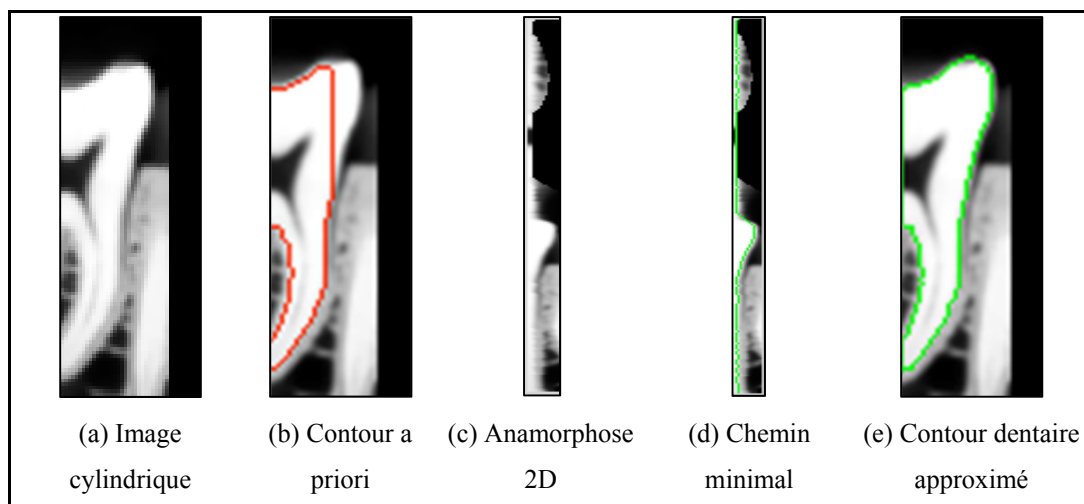 (a) Image
cylindrique
(b) Contour a
priori
(c) Anamorphose
2D
(d) Chemin
minimal
(e) Contour dentaire
approximé